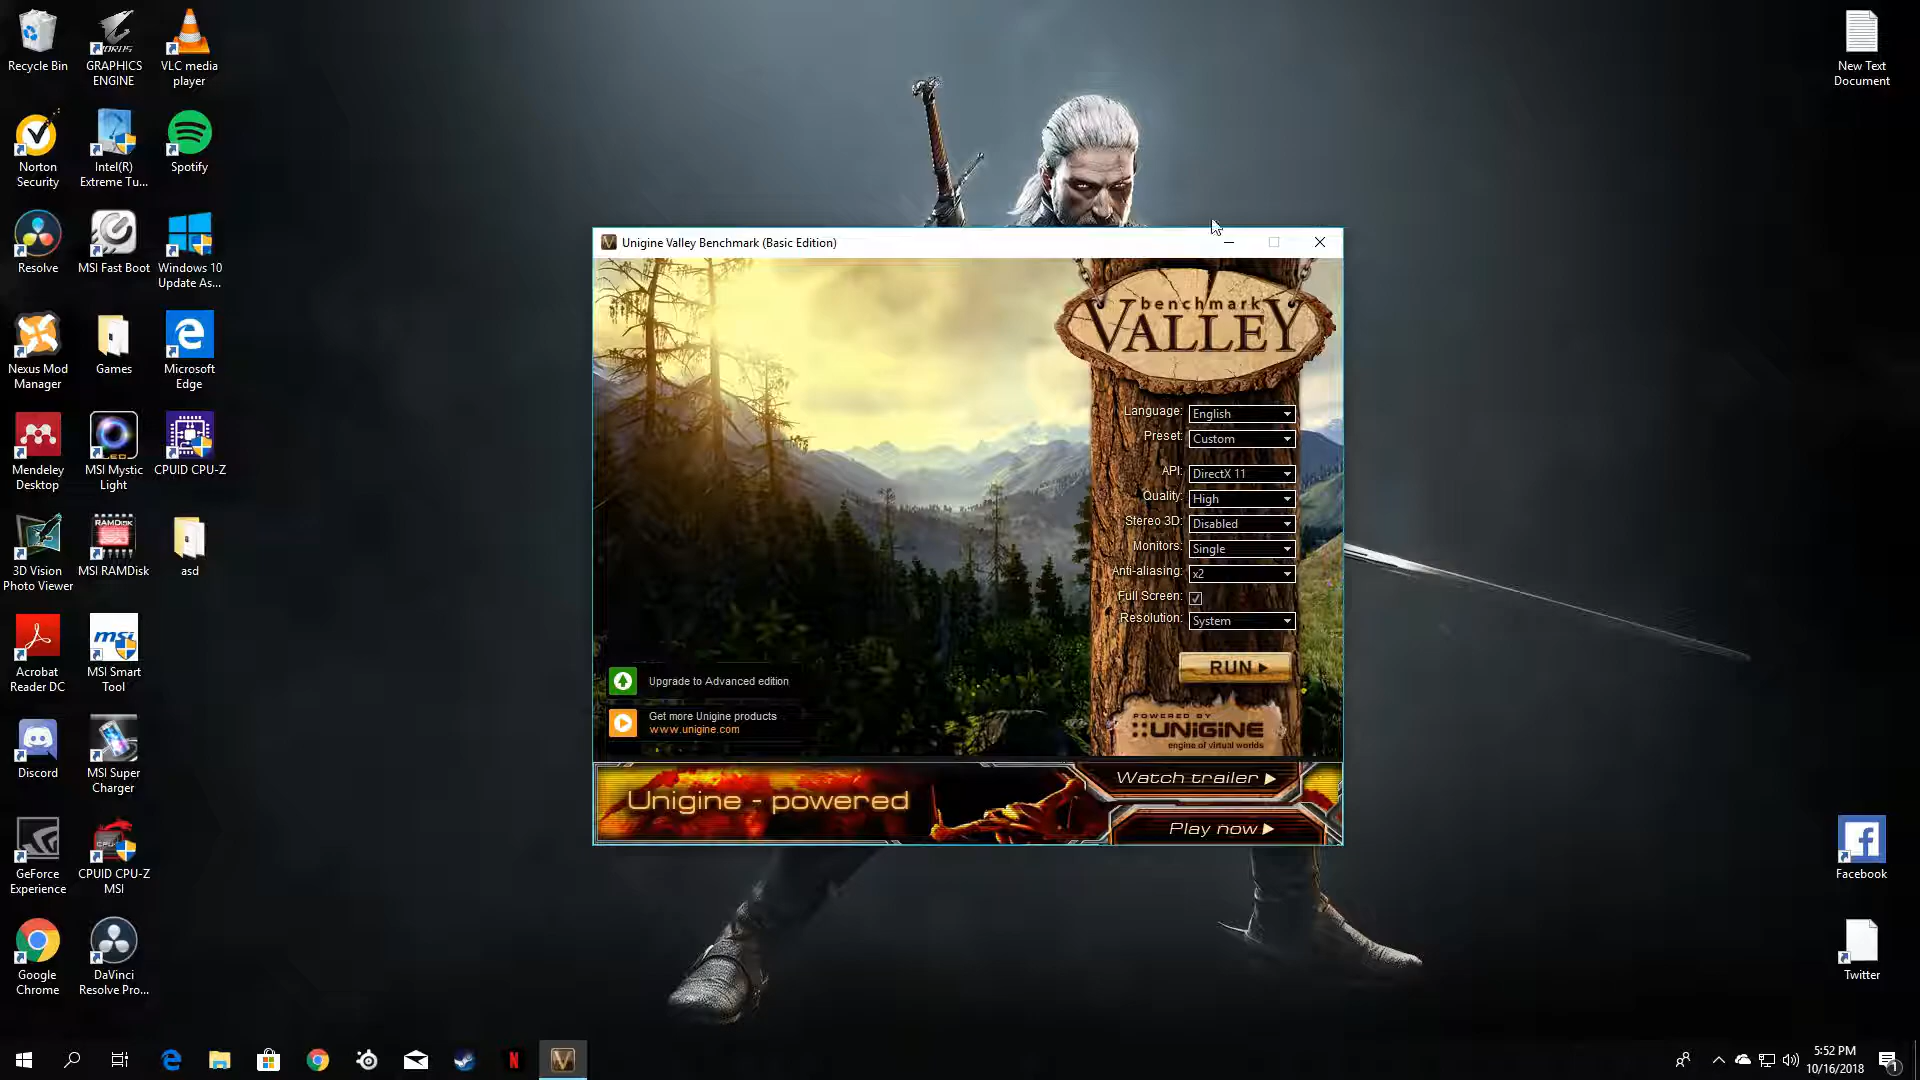 Recycle Bin
GRAPHICS
ENGINE
VLC media
player
New Text
Document
Norton
Security
Intel(R)
Extreme Tu...
Spotify
Resolve
MSI Fast Boot
Windows 10
Update As...
Nexus Mod
Manager
Games
Microsoft
Edge
Mendeley
Desktop
MSI Mystic
Light
CPUID CPU-Z
3D Vision
Photo Viewer
RAMDisk
MSI RAMDisk
asd
Acrobat
Reader DC
msi
MSI Smart
Tool
Discord
MSI Super
Charger
GeForce
Experience
CPUID CPU-Z
MSI
Google
Chrome
DaVinci
Resolve Pro...
Unigine Valley Benchmark (Basic Edition)
benchmark
VALLEY
Language: English
Preset: Custom
API: DirectX 11
Quality: High
Stereo 3D: Disabled
Monitors: Single
Anti-aliasing: x2
Full Screen:
Resolution: System
RUN
Upgrade to Advanced edition
Get more Unigine products
www.unigine.com
POWERED BY
UNIGINE
engine of virtual worlds
Unigine - powered
Watch trailer
Play now
Facebook
Twitter
5:52 PM
10/16/2018
1